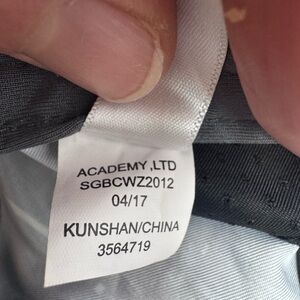 ACADEMY ,LTD
SGBCWZ2012
04/17
KUNSHAN/CHINA
3564719